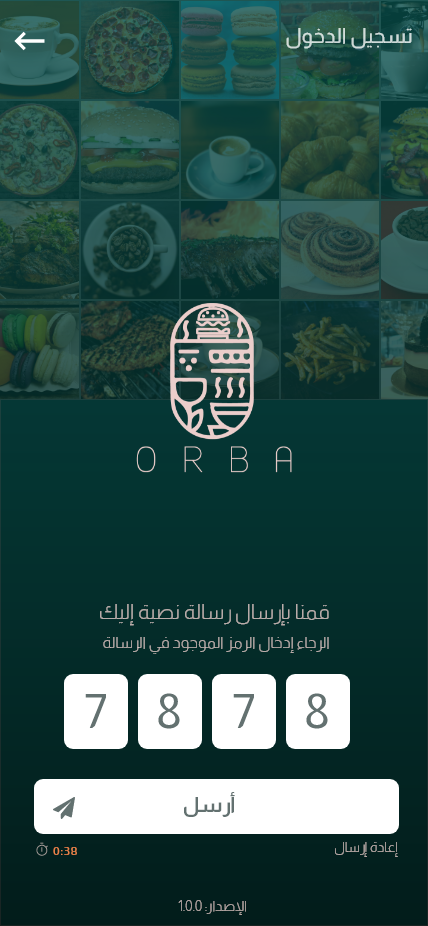 تسجيل الدخول
ORBA
قمنا بإرسال رسالة نصية إليك
الرجاء إدخال الرمز الموجود في الرسالة
7 8 7 8
أرسل
إعادة إرسال
0:38
الإصدار: 1.0.0